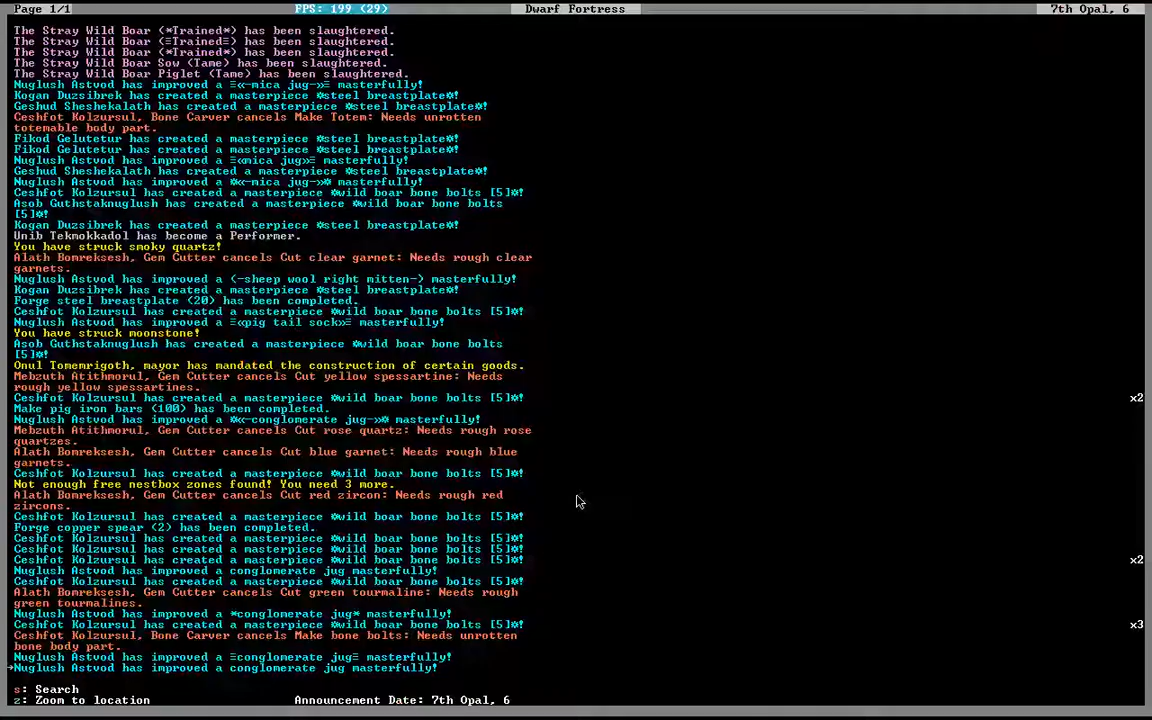 Page 1/1 FPS: 199 (29) Dwarf Fortress 7th Opal, 6
The Stray Wild Boar (*Trained*) has been slaughtered.
The Stray Wild Boar (≡Trained≡) has been slaughtered.
The Stray Wild Boar (*Trained*) has been slaughtered.
The Stray Wild Boar Sow (Tame) has been slaughtered.
The Stray Wild Boar Piglet (Tame) has been slaughtered.
Nuglush Astvod has improved a ≡«-mica jug-»≡ masterfully!
Kogan Duzsibrek has created a masterpiece ☼steel breastplate☼!
Geshud Sheshekalath has created a masterpiece ☼steel breastplate☼!
Ceshfot Kolzursul, Bone Carver cancels Make Totem: Needs unrotten
totemable body part.
Fikod Gelutetur has created a masterpiece ☼steel breastplate☼!
Fikod Gelutetur has created a masterpiece ☼steel breastplate☼!
Nuglush Astvod has improved a ≡«mica jug»≡ masterfully!
Geshud Sheshekalath has created a masterpiece ☼steel breastplate☼!
Nuglush Astvod has improved a *«-mica jug-»* masterfully!
Ceshfot Kolzursul has created a masterpiece ☼wild boar bone bolts [5]☼!
Asob Guthstaknuglush has created a masterpiece ☼wild boar bone bolts
[5]☼!
Kogan Duzsibrek has created a masterpiece ☼steel breastplate☼!
Unib Tekmokkadol has become a Performer.
You have struck smoky quartz!
Alath Bomreksesh, Gem Cutter cancels Cut clear garnet: Needs rough clear
garnets.
Nuglush Astvod has improved a (-sheep wool right mitten-) masterfully!
Kogan Duzsibrek has created a masterpiece ☼steel breastplate☼!
Forge steel breastplate (20) has been completed.
Ceshfot Kolzursul has created a masterpiece ☼wild boar bone bolts [5]☼!
Nuglush Astvod has improved a ≡«pig tail sock»≡ masterfully!
You have struck moonstone!
Asob Guthstaknuglush has created a masterpiece ☼wild boar bone bolts
[5]☼!
Onul Tomemrigoth, mayor has mandated the construction of certain goods.
Mebzuth Atithmorul, Gem Cutter cancels Cut yellow spessartine: Needs
rough yellow spessartines.
Ceshfot Kolzursul has created a masterpiece ☼wild boar bone bolts [5]☼! x2
Make pig iron bars (100) has been completed.
Nuglush Astvod has improved a *«-conglomerate jug-»* masterfully!
Mebzuth Atithmorul, Gem Cutter cancels Cut rose quartz: Needs rough rose
quartzes.
Alath Bomreksesh, Gem Cutter cancels Cut blue garnet: Needs rough blue
garnets.
Ceshfot Kolzursul has created a masterpiece ☼wild boar bone bolts [5]☼!
Not enough free nestbox zones found! You need 3 more.
Alath Bomreksesh, Gem Cutter cancels Cut red zircon: Needs rough red
zircons.
Ceshfot Kolzursul has created a masterpiece ☼wild boar bone bolts [5]☼!
Forge copper spear (2) has been completed.
Ceshfot Kolzursul has created a masterpiece ☼wild boar bone bolts [5]☼!
Ceshfot Kolzursul has created a masterpiece ☼wild boar bone bolts [5]☼!
Ceshfot Kolzursul has created a masterpiece ☼wild boar bone bolts [5]☼! x2
Nuglush Astvod has improved a conglomerate jug masterfully!
Ceshfot Kolzursul has created a masterpiece ☼wild boar bone bolts [5]☼!
Alath Bomreksesh, Gem Cutter cancels Cut green tourmaline: Needs rough
green tourmalines.
Nuglush Astvod has improved a *conglomerate jug* masterfully!
Ceshfot Kolzursul has created a masterpiece ☼wild boar bone bolts [5]☼! x3
Ceshfot Kolzursul, Bone Carver cancels Make bone bolts: Needs unrotten
bone body part.
Nuglush Astvod has improved a ≡conglomerate jug≡ masterfully!
→Nuglush Astvod has improved a conglomerate jug masterfully!
s: Search
z: Zoom to location Announcement Date: 7th Opal, 6